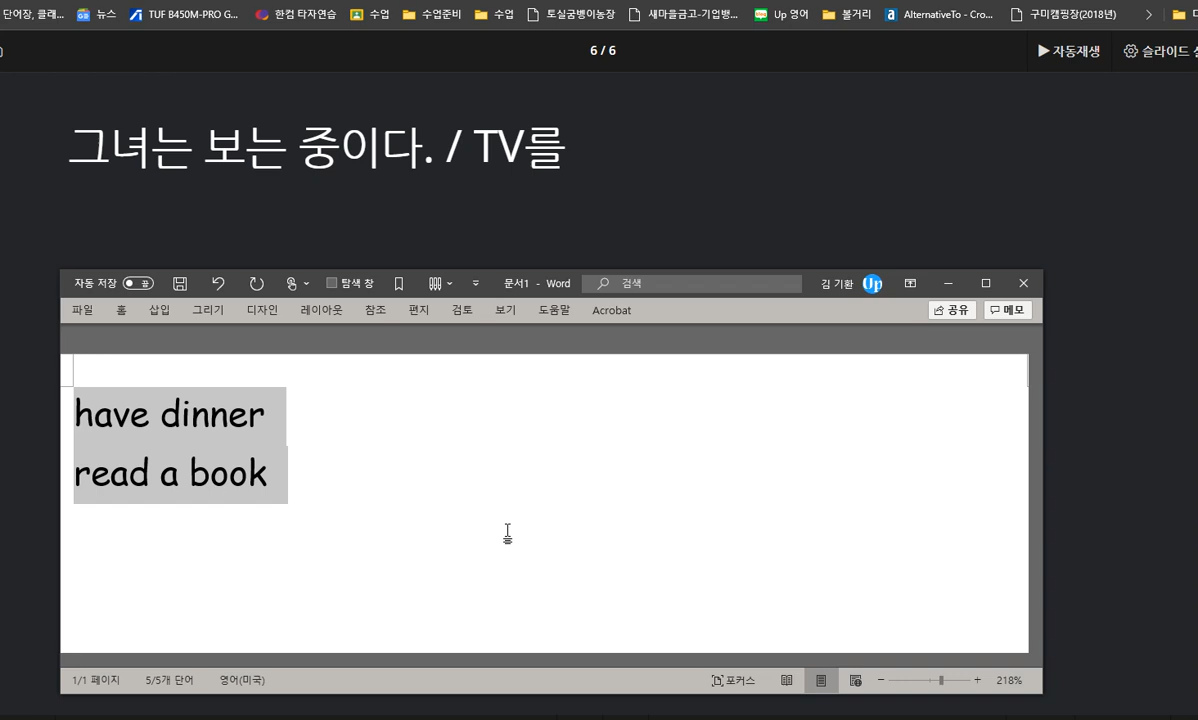 단어장, 클래... 뉴스 TUF B450M-PRO G... 한컴 타자연습 수업 수업준비 수업 토실굼벵이농장 새마을금고-기업뱅... Up 영어 볼거리 AlternativeTo - Cro... 구미캠핑장(2018년)
6 / 6 자동재생 슬라이드
그녀는 보는 중이다. / TV를
자동 저장 끔 탐색 창 문서1 - Word 검색 김 기환 Up
파일 홈 삽입 그리기 디자인 레이아웃 참조 편지 검토 보기 도움말 Acrobat 공유 메모
have dinner
read a book
1/1 페이지 5/5개 단어 영어(미국) 포커스 218%